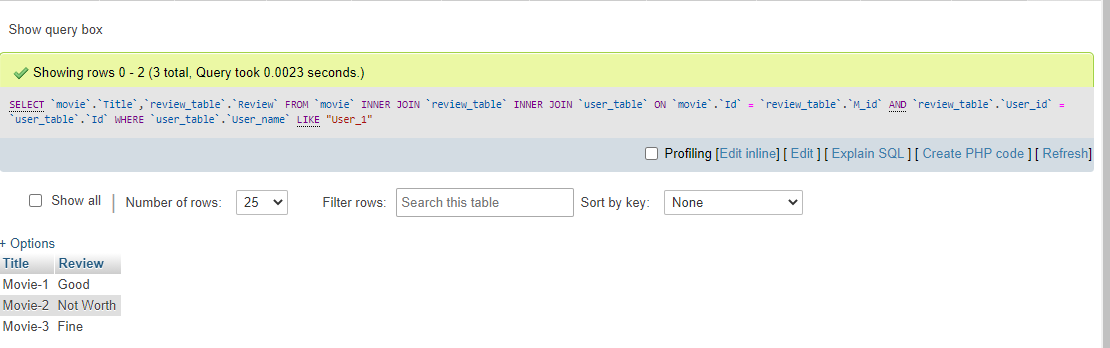 Show query box
Showing rows 0 - 2 (3 total, Query took 0.0023 seconds.)
SELECT `movie`.`Title`,`review_table`.`Review` FROM `movie` INNER JOIN `review_table` INNER JOIN `user_table` ON `movie`.`Id` = `review_table`.`M_id` AND `review_table`.`User_id` =
`user_table`.`Id` WHERE `user_table`.`User_name` LIKE "User_1"
Profiling [Edit inline] [ Edit ] [ Explain SQL ] [ Create PHP code ] [ Refresh]
Show all | Number of rows: 25 Filter rows: Search this table Sort by key: None
+ Options
Title Review
Movie-1 Good
Movie-2 Not Worth
Movie-3 Fine